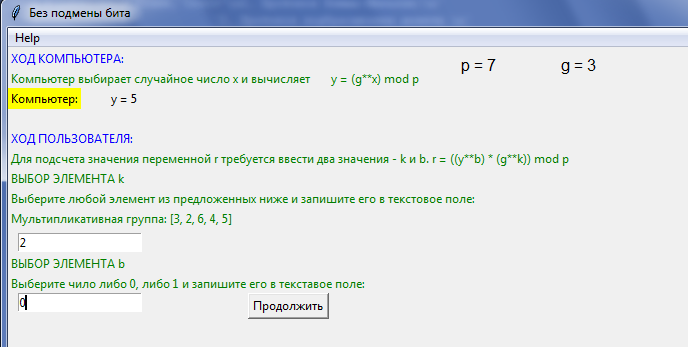 Без подмены бита
Help
ХОД КОМПЬЮТЕРА:
p = 7 g = 3
Компьютер выбирает случайное число x и вычисляет y = (g**x) mod p
Компьютер: y = 5
ХОД ПОЛЬЗОВАТЕЛЯ:
Для подсчета значения переменной r требуется ввести два значения - k и b. r = ((y**b) * (g**k)) mod p
ВЫБОР ЭЛЕМЕНТА k
Выберите любой элемент из предложенных ниже и запишите его в текстовое поле:
Мультипликативная группа: [3, 2, 6, 4, 5]
2
ВЫБОР ЭЛЕМЕНТА b
Выберите чило либо 0, либо 1 и запишите его в текставое поле:
0
Продолжить